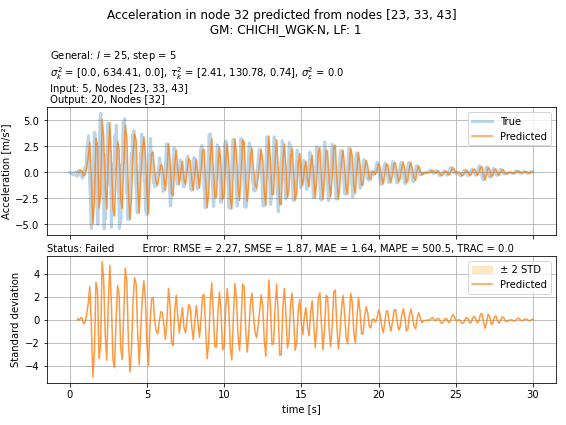 Acceleration in node 32 predicted from nodes [23, 33, 43]
GM: CHICHI_WGK-N, LF: 1
General: l = 25, step = 5
σ²ₖ = [0.0, 634.41, 0.0], τ²ₖ = [2.41, 130.78, 0.74], σ²ε = 0.0
Input: 5, Nodes [23, 33, 43]
Output: 20, Nodes [32]
Acceleration [m/s²]
5.0
2.5
0.0
−2.5
−5.0
True
Predicted
Status: Failed Error: RMSE = 2.27, SMSE = 1.87, MAE = 1.64, MAPE = 500.5, TRAC = 0.0
Standard deviation
4
2
0
−2
−4
± 2 STD
Predicted
0 5 10 15 20 25 30
time [s]